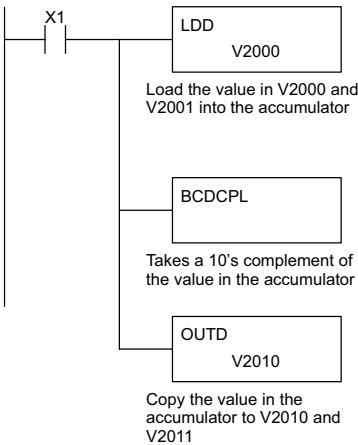 X1
LDD
V2000
Load the value in V2000 and
V2001 into the accumulator
BCDCPL
Takes a 10's complement of
the value in the accumulator
OUTD
V2010
Copy the value in the
accumulator to V2010 and
V2011